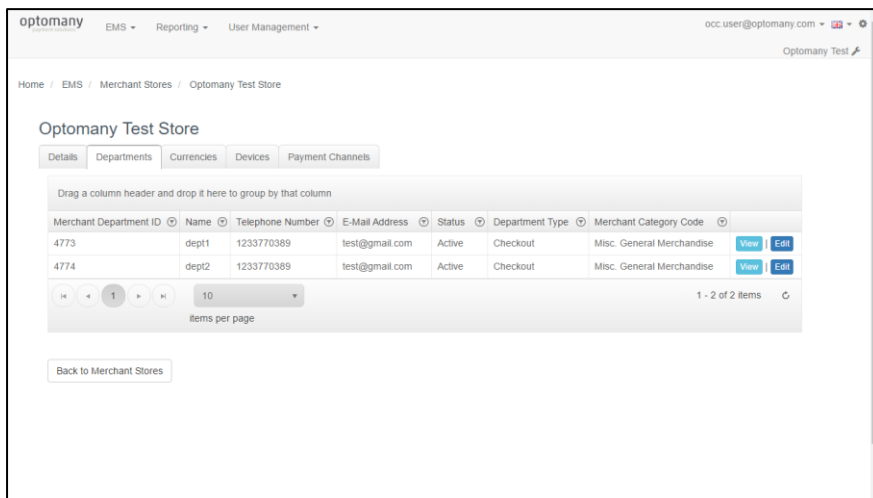 optomany
payment solutions
EMS Reporting User Management
occ.user@optomany.com
Optomany Test
Home / EMS / Merchant Stores / Optomany Test Store
Optomany Test Store
Details Departments Currencies Devices Payment Channels
Drag a column header and drop it here to group by that column
Merchant Department ID Name Telephone Number E-Mail Address Status Department Type Merchant Category Code
4773 dept1 1233770389 test@gmail.com Active Checkout Misc. General Merchandise View | Edit
4774 dept2 1233770389 test@gmail.com Active Checkout Misc. General Merchandise View | Edit
1 10 1 - 2 of 2 items
items per page
Back to Merchant Stores